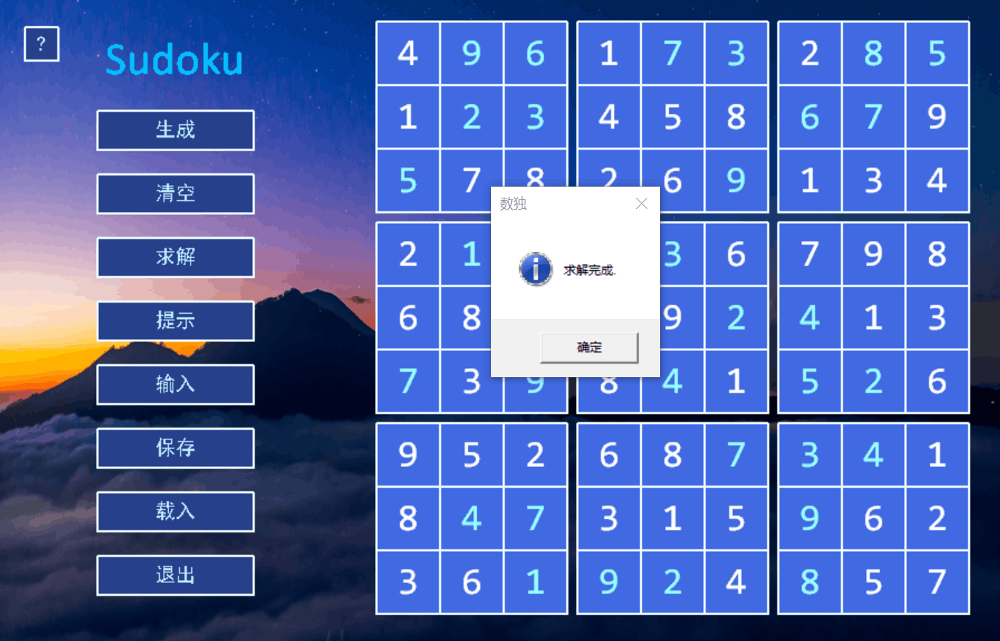 ?
Sudoku
生成
清空
求解
提示
输入
保存
载入
退出
4 9 6 1 7 3 2 8 5
1 2 3 4 5 8 6 7 9
5 7 8 2 6 9 1 3 4
2 1 3 6 7 9 8
6 8 9 2 4 1 3
7 3 9 8 4 1 5 2 6
9 5 2 6 8 7 3 4 1
8 4 7 3 1 5 9 6 2
3 6 1 9 2 4 8 5 7
数独
求解完成.
确定